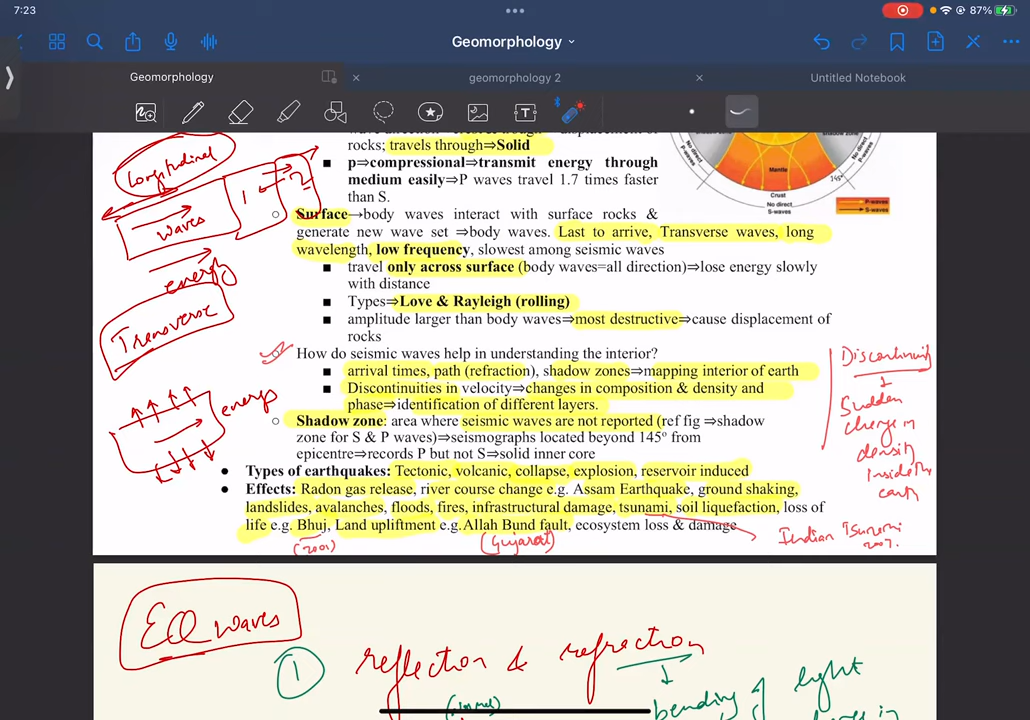 7:23
87%
Geomorphology
Geomorphology
geomorphology 2
Untitled Notebook
rocks; travels through⇒Solid
■ p⇒compressional⇒transmit energy through
medium easily⇒P waves travel 1.7 times faster
than S.
○ Surface→body waves interact with surface rocks &
generate new wave set ⇒body waves. Last to arrive, Transverse waves, long
wavelength, low frequency, slowest among seismic waves
■ travel only across surface (body waves=all direction)⇒lose energy slowly
with distance
■ Types⇒Love & Rayleigh (rolling)
■ amplitude larger than body waves⇒most destructive⇒cause displacement of
rocks
○ How do seismic waves help in understanding the interior?
■ arrival times, path (refraction), shadow zones⇒mapping interior of earth
■ Discontinuities in velocity⇒changes in composition & density and
phase⇒identification of different layers.
○ Shadow zone: area where seismic waves are not reported (ref fig⇒shadow
zone for S & P waves)⇒seismographs located beyond 145º from
epicentre⇒records P but not S⇒solid inner core
● Types of earthquakes: Tectonic, volcanic, collapse, explosion, reservoir induced
● Effects: Radon gas release, river course change e.g. Assam Earthquake, ground shaking,
landslides, avalanches, floods, fires, infrastructural damage, tsunami, soil liquefaction, loss of
life e.g. Bhuj, Land upliftment e.g.Allah Bund fault, ecosystem loss & damage
(2001)
(Gujarat)
Indian Tsunami
2007.
longitudinal
1 2
waves
energy
Transverse
energy
No direct
P-waves
Mantle
Crust
No direct
S-waves
145°
No direct
P-waves
P-waves
S-waves
Discontinuity
Sudden
change in
density
inside the
earth
EQ waves
1 reflection & refraction
bending
light